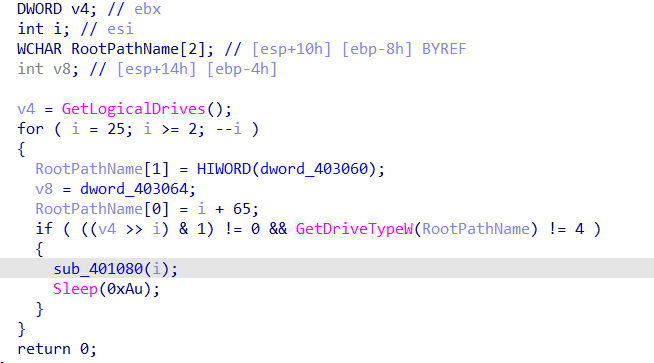 DWORD v4; // ebx
int i; // esi
WCHAR RootPathName[2]; // [esp+10h] [ebp-8h] BYREF
int v8; // [esp+14h] [ebp-4h]
v4 = GetLogicalDrives();
for ( i = 25; i >= 2; --i )
{
RootPathName[1] = HIWORD(dword_403060);
v8 = dword_403064;
RootPathName[0] = i + 65;
if ( ((v4 >> i) & 1) != 0 && GetDriveTypeW(RootPathName) != 4 )
{
sub_401080(i);
Sleep(0xAu);
}
}
return 0;